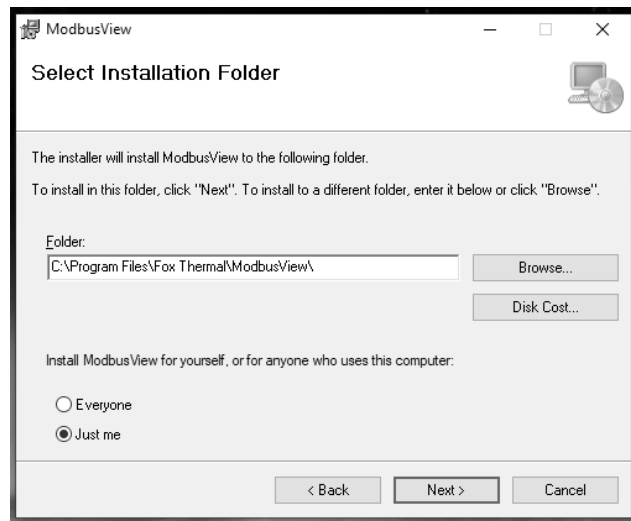 ModbusView
Select Installation Folder
The installer will install ModbusView to the following folder.
To install in this folder, click "Next". To install to a different folder, enter it below or click "Browse".
Folder:
C:\Program Files\Fox Thermal\ModbusView\
Browse...
Disk Cost...
Install ModbusView for yourself, or for anyone who uses this computer:
Everyone
Just me
< Back
Next >
Cancel